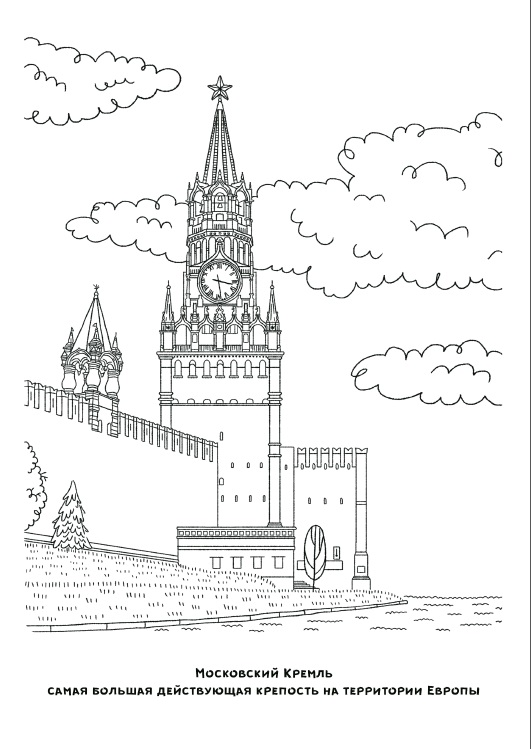 Московский Кремль
самая большая действующая крепость на территории Европы